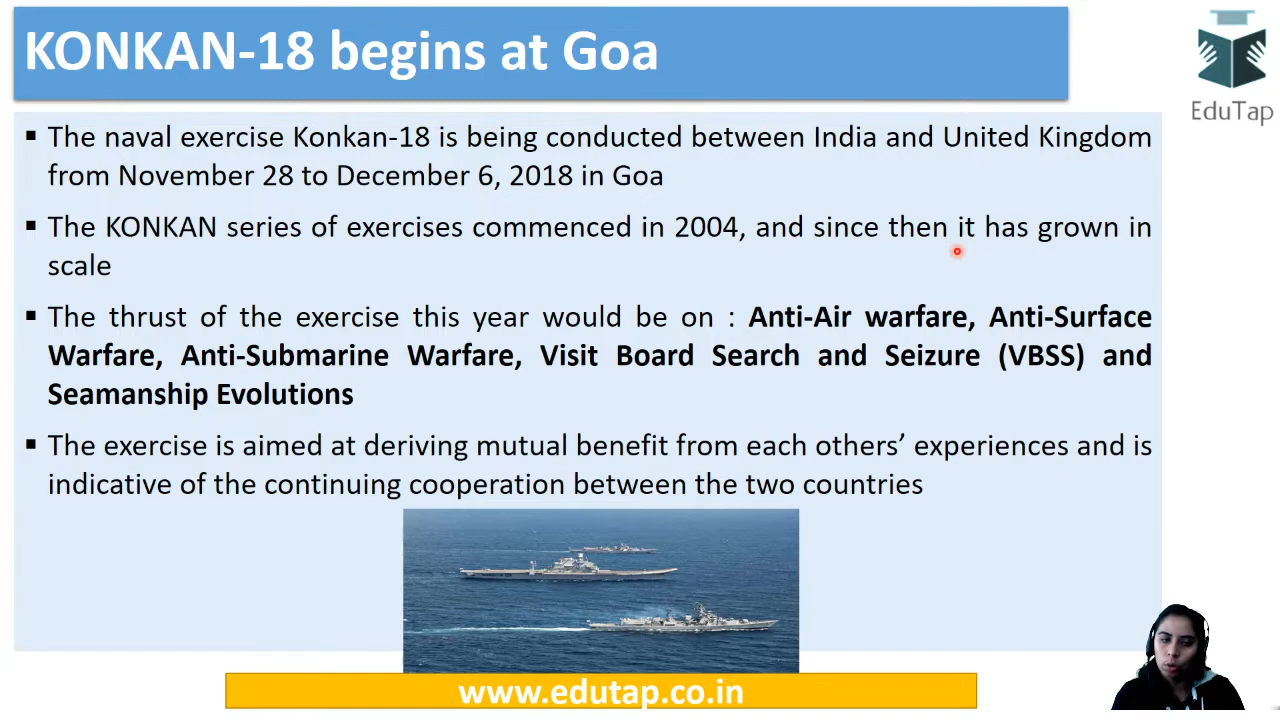 KONKAN-18 begins at Goa
EduTap
▪ The naval exercise Konkan-18 is being conducted between India and United Kingdom
from November 28 to December 6, 2018 in Goa
▪ The KONKAN series of exercises commenced in 2004, and since then it has grown in
scale
▪ The thrust of the exercise this year would be on : Anti-Air warfare, Anti-Surface
Warfare, Anti-Submarine Warfare, Visit Board Search and Seizure (VBSS) and
Seamanship Evolutions
▪ The exercise is aimed at deriving mutual benefit from each others’ experiences and is
indicative of the continuing cooperation between the two countries
www.edutap.co.in